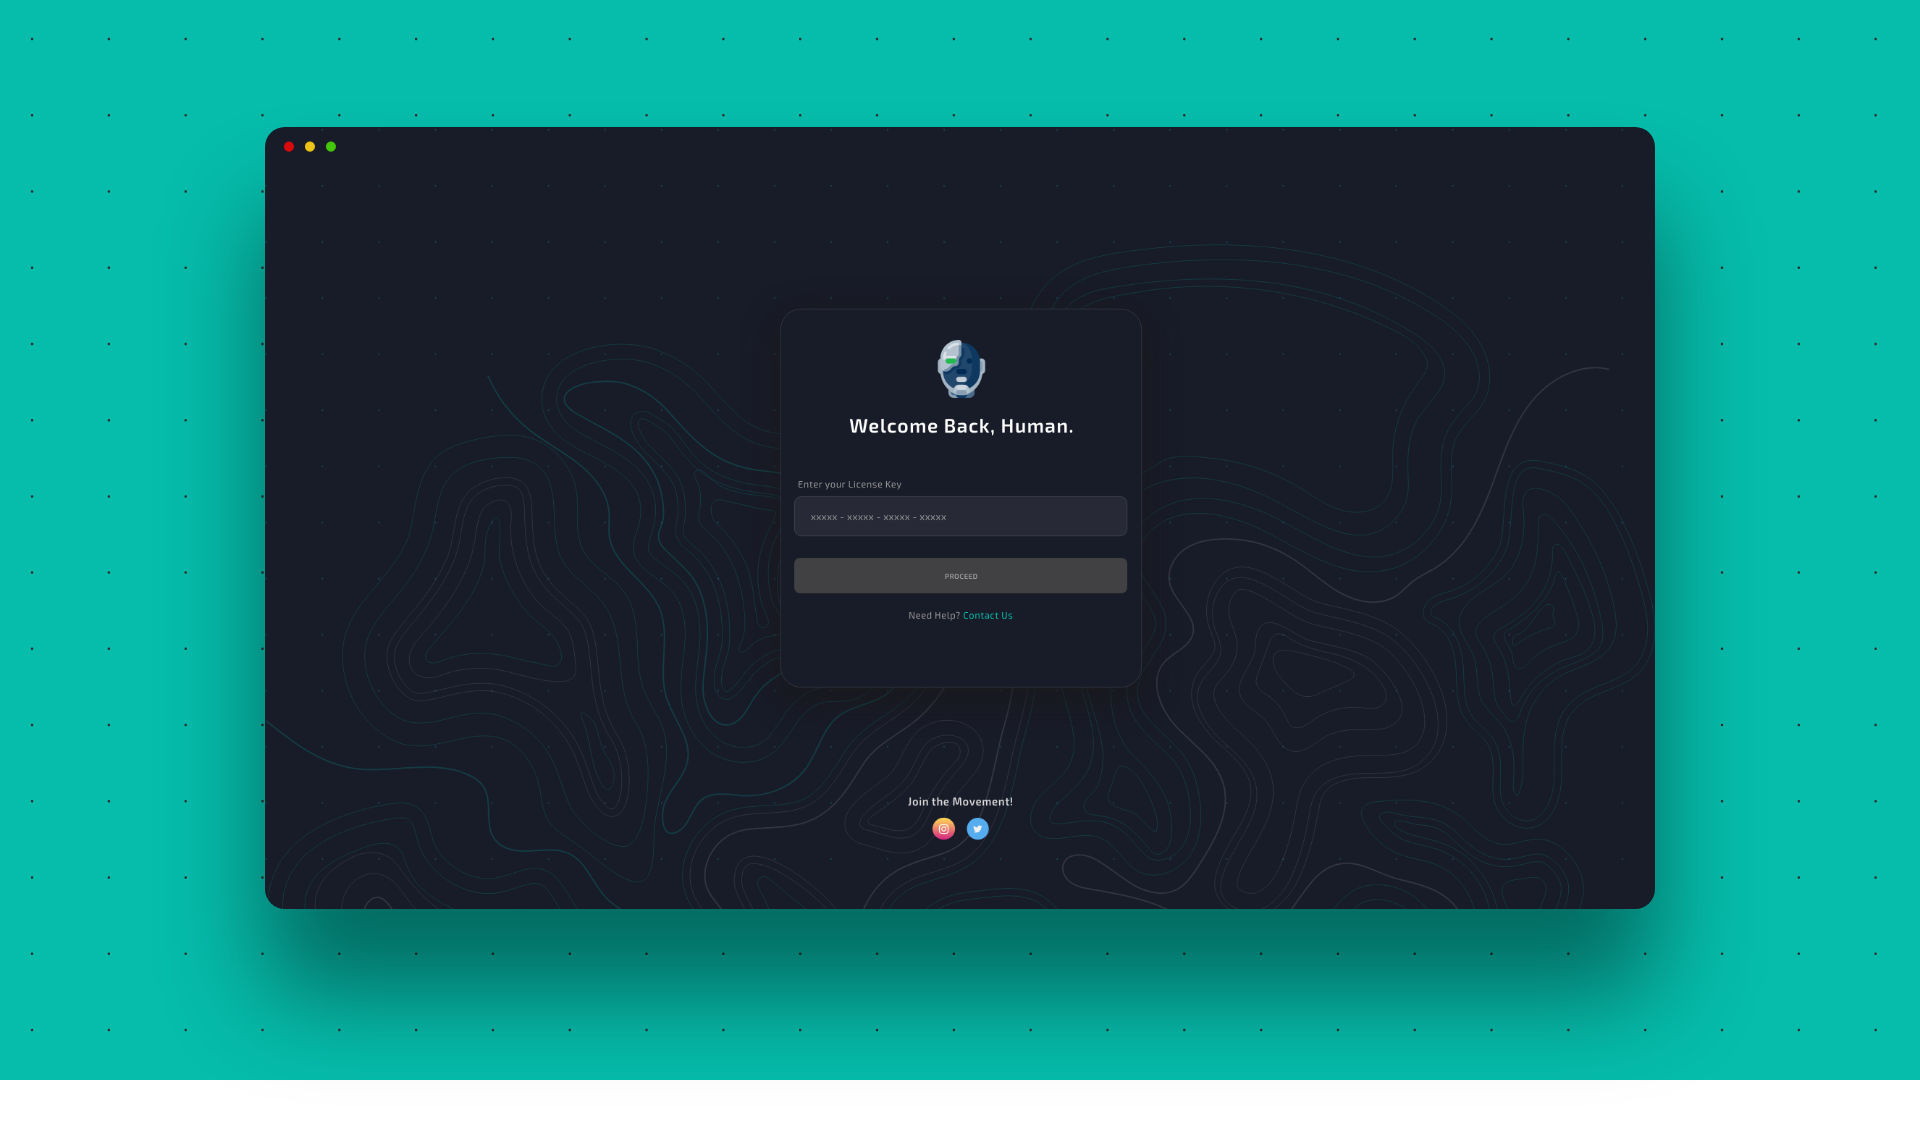 Welcome Back, Human.
Enter your License Key
xxxxx - xxxxx - xxxxx - xxxxx
PROCEED
Need Help? Contact Us
Join the Movement!